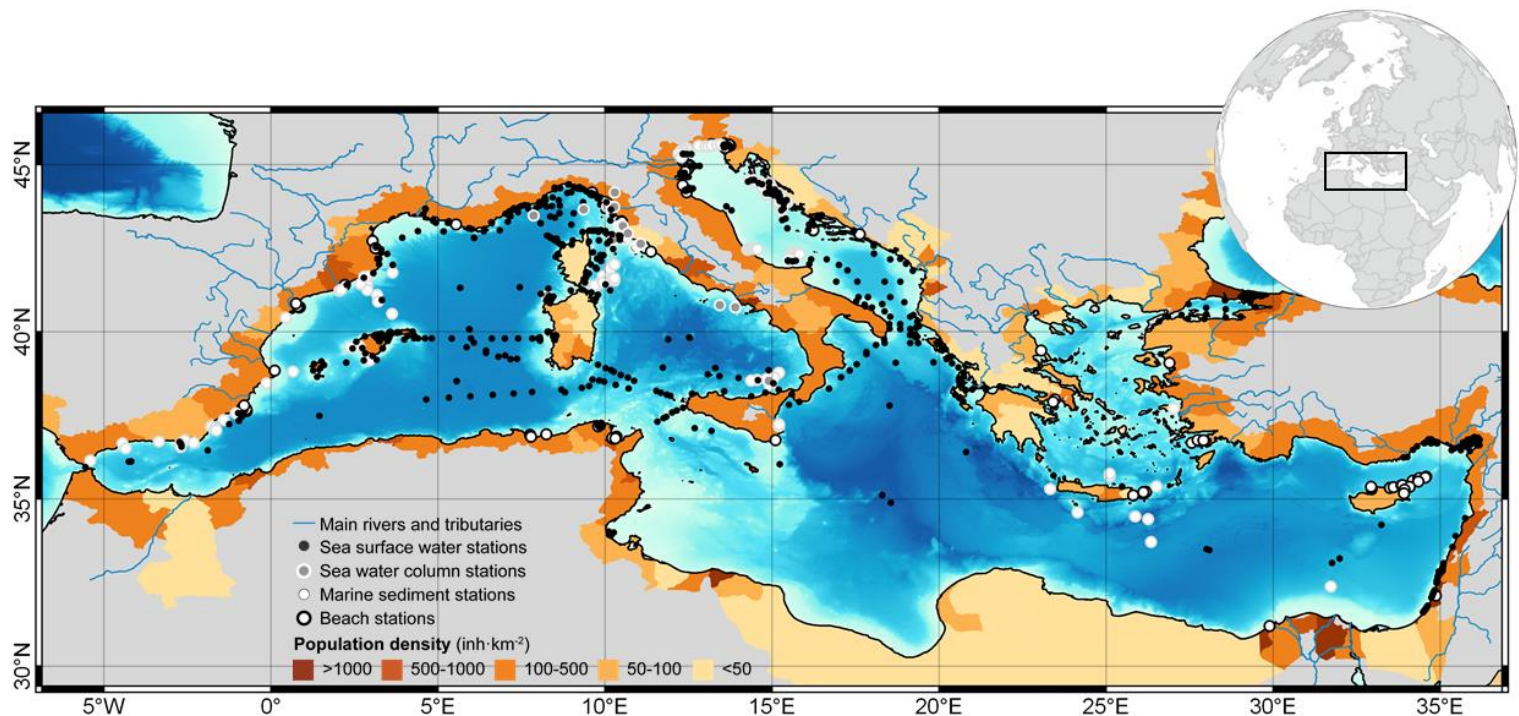 45°N
40°N
35°N
30°N
Main rivers and tributaries
Sea surface water stations
Sea water column stations
Marine sediment stations
Beach stations
Population density (inh·km⁻²)
>1000 500-1000 100-500 50-100 <50
5°W 0° 5°E 10°E 15°E 20°E 25°E 30°E 35°E